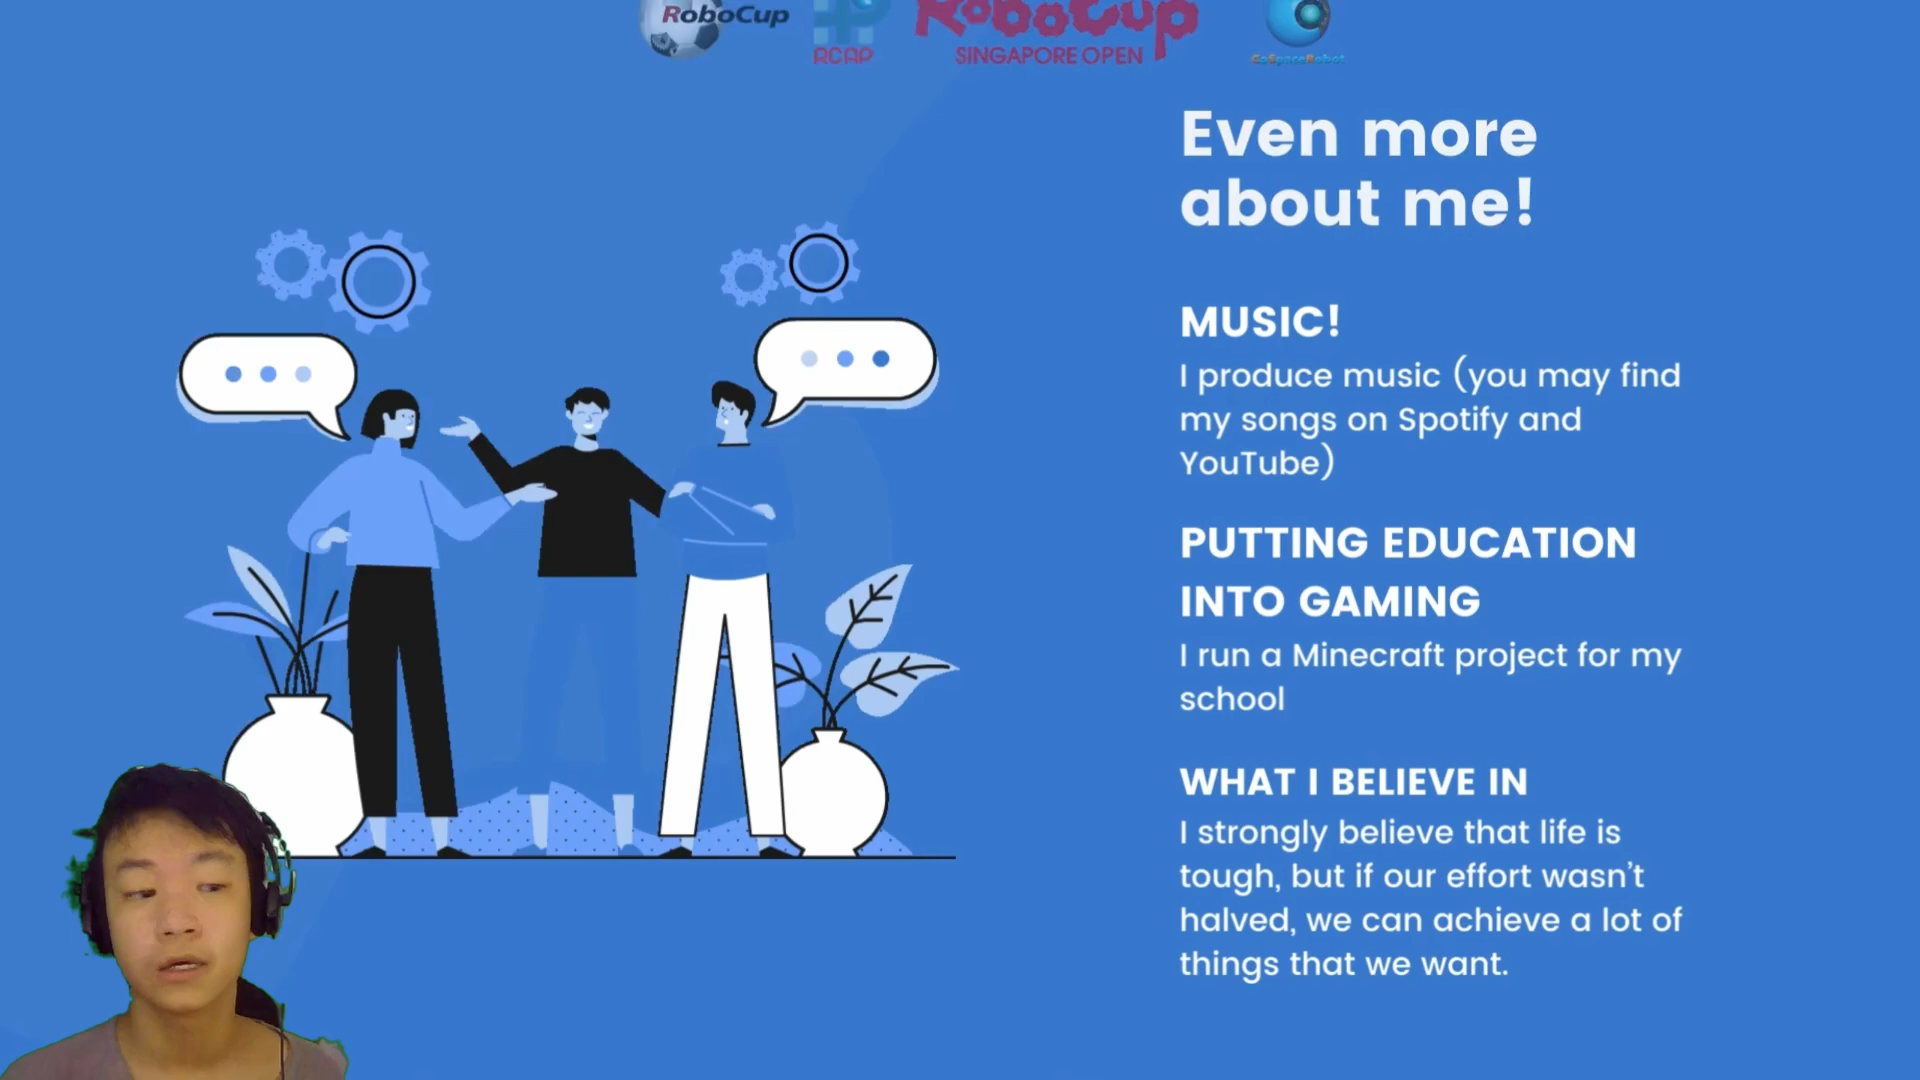 RoboCup
RCAP
RoboCup
SINGAPORE OPEN
GoSpaceRobot
Even more
about me!
MUSIC!
I produce music (you may find
my songs on Spotify and
YouTube)
PUTTING EDUCATION
INTO GAMING
I run a Minecraft project for my
school
WHAT I BELIEVE IN
I strongly believe that life is
tough, but if our effort wasn't
halved, we can achieve a lot of
things that we want.